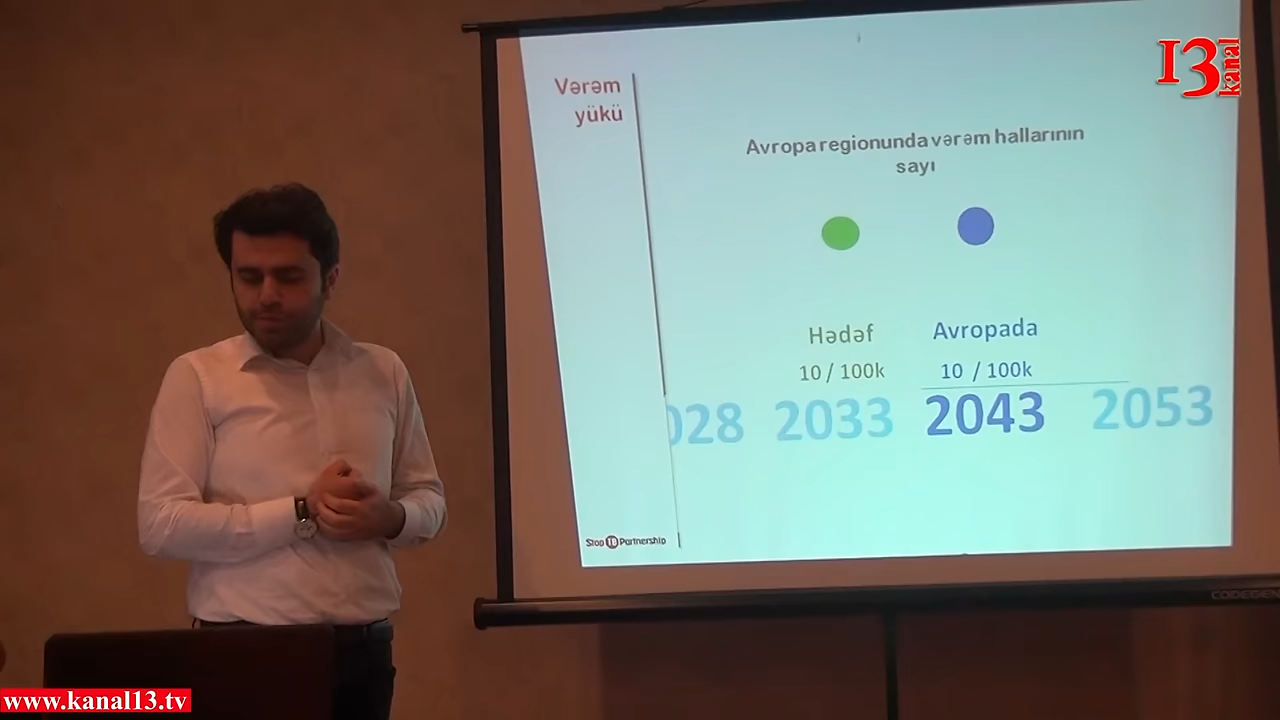 13 kanal
Vərəm
yükü
Avropa regionunda vərəm hallarının
sayı
Hədəf
Avropada
10 / 100k
10 / 100k
028 2033 2043 2053
Stop TB Partnership
CODEGEN
www.kanal13.tv